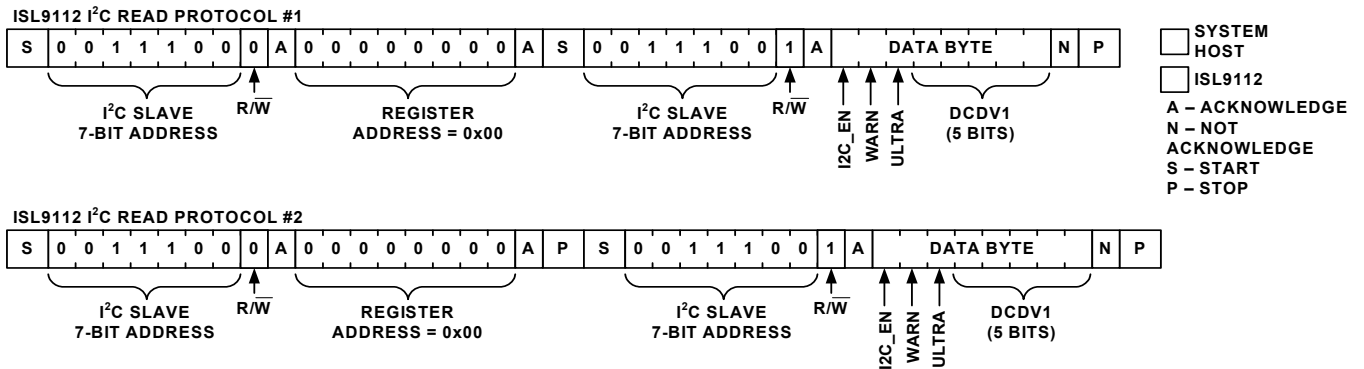 ISL9112 I²C READ PROTOCOL #1
S 0 0 1 1 1 0 0 0 A 0 0 0 0 0 0 0 0 A S 0 0 1 1 1 0 0 1 A DATA BYTE N P
I²C SLAVE
7-BIT ADDRESS
R/W̅
REGISTER
ADDRESS = 0x00
I²C SLAVE
7-BIT ADDRESS
R/W̅
I2C_EN
WARN
ULTRA
DCDV1
(5 BITS)
SYSTEM
HOST
ISL9112
A – ACKNOWLEDGE
N – NOT
ACKNOWLEDGE
S – START
P – STOP
ISL9112 I²C READ PROTOCOL #2
S 0 0 1 1 1 0 0 0 A 0 0 0 0 0 0 0 0 A P S 0 0 1 1 1 0 0 1 A DATA BYTE N P
I²C SLAVE
7-BIT ADDRESS
R/W̅
REGISTER
ADDRESS = 0x00
I²C SLAVE
7-BIT ADDRESS
R/W̅
I2C_EN
WARN
ULTRA
DCDV1
(5 BITS)